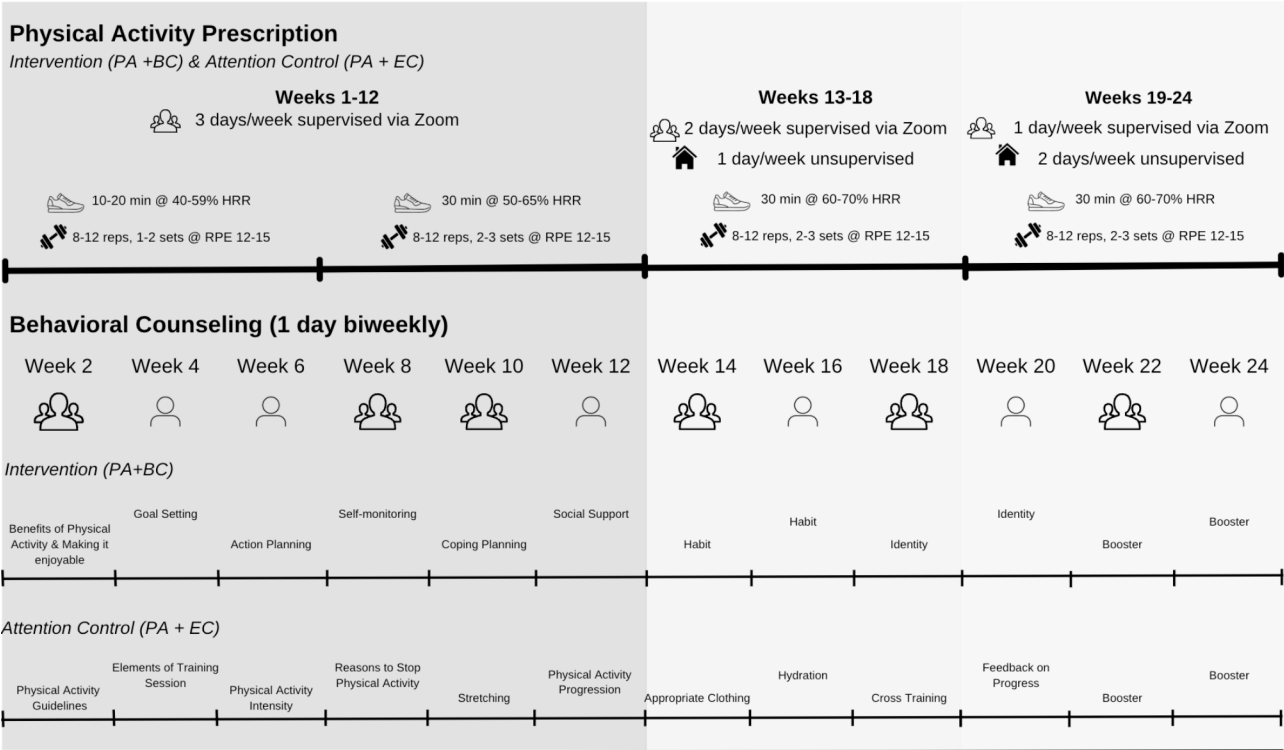 Physical Activity Prescription
Intervention (PA +BC) & Attention Control (PA + EC)
Weeks 1-12
3 days/week supervised via Zoom
Weeks 13-18
2 days/week supervised via Zoom
1 day/week unsupervised
Weeks 19-24
1 day/week supervised via Zoom
2 days/week unsupervised
10-20 min @ 40-59% HRR
8-12 reps, 1-2 sets @ RPE 12-15
30 min @ 50-65% HRR
8-12 reps, 2-3 sets @ RPE 12-15
30 min @ 60-70% HRR
8-12 reps, 2-3 sets @ RPE 12-15
30 min @ 60-70% HRR
8-12 reps, 2-3 sets @ RPE 12-15
Behavioral Counseling (1 day biweekly)
Week 2
Week 4
Week 6
Week 8
Week 10
Week 12
Week 14
Week 16
Week 18
Week 20
Week 22
Week 24
Intervention (PA+BC)
Benefits of Physical
Activity & Making it
enjoyable
Goal Setting
Action Planning
Self-monitoring
Coping Planning
Social Support
Habit
Habit
Identity
Identity
Booster
Booster
Attention Control (PA + EC)
Physical Activity
Guidelines
Elements of Training
Session
Physical Activity
Intensity
Reasons to Stop
Physical Activity
Stretching
Physical Activity
Progression
Appropriate Clothing
Hydration
Cross Training
Feedback on
Progress
Booster
Booster